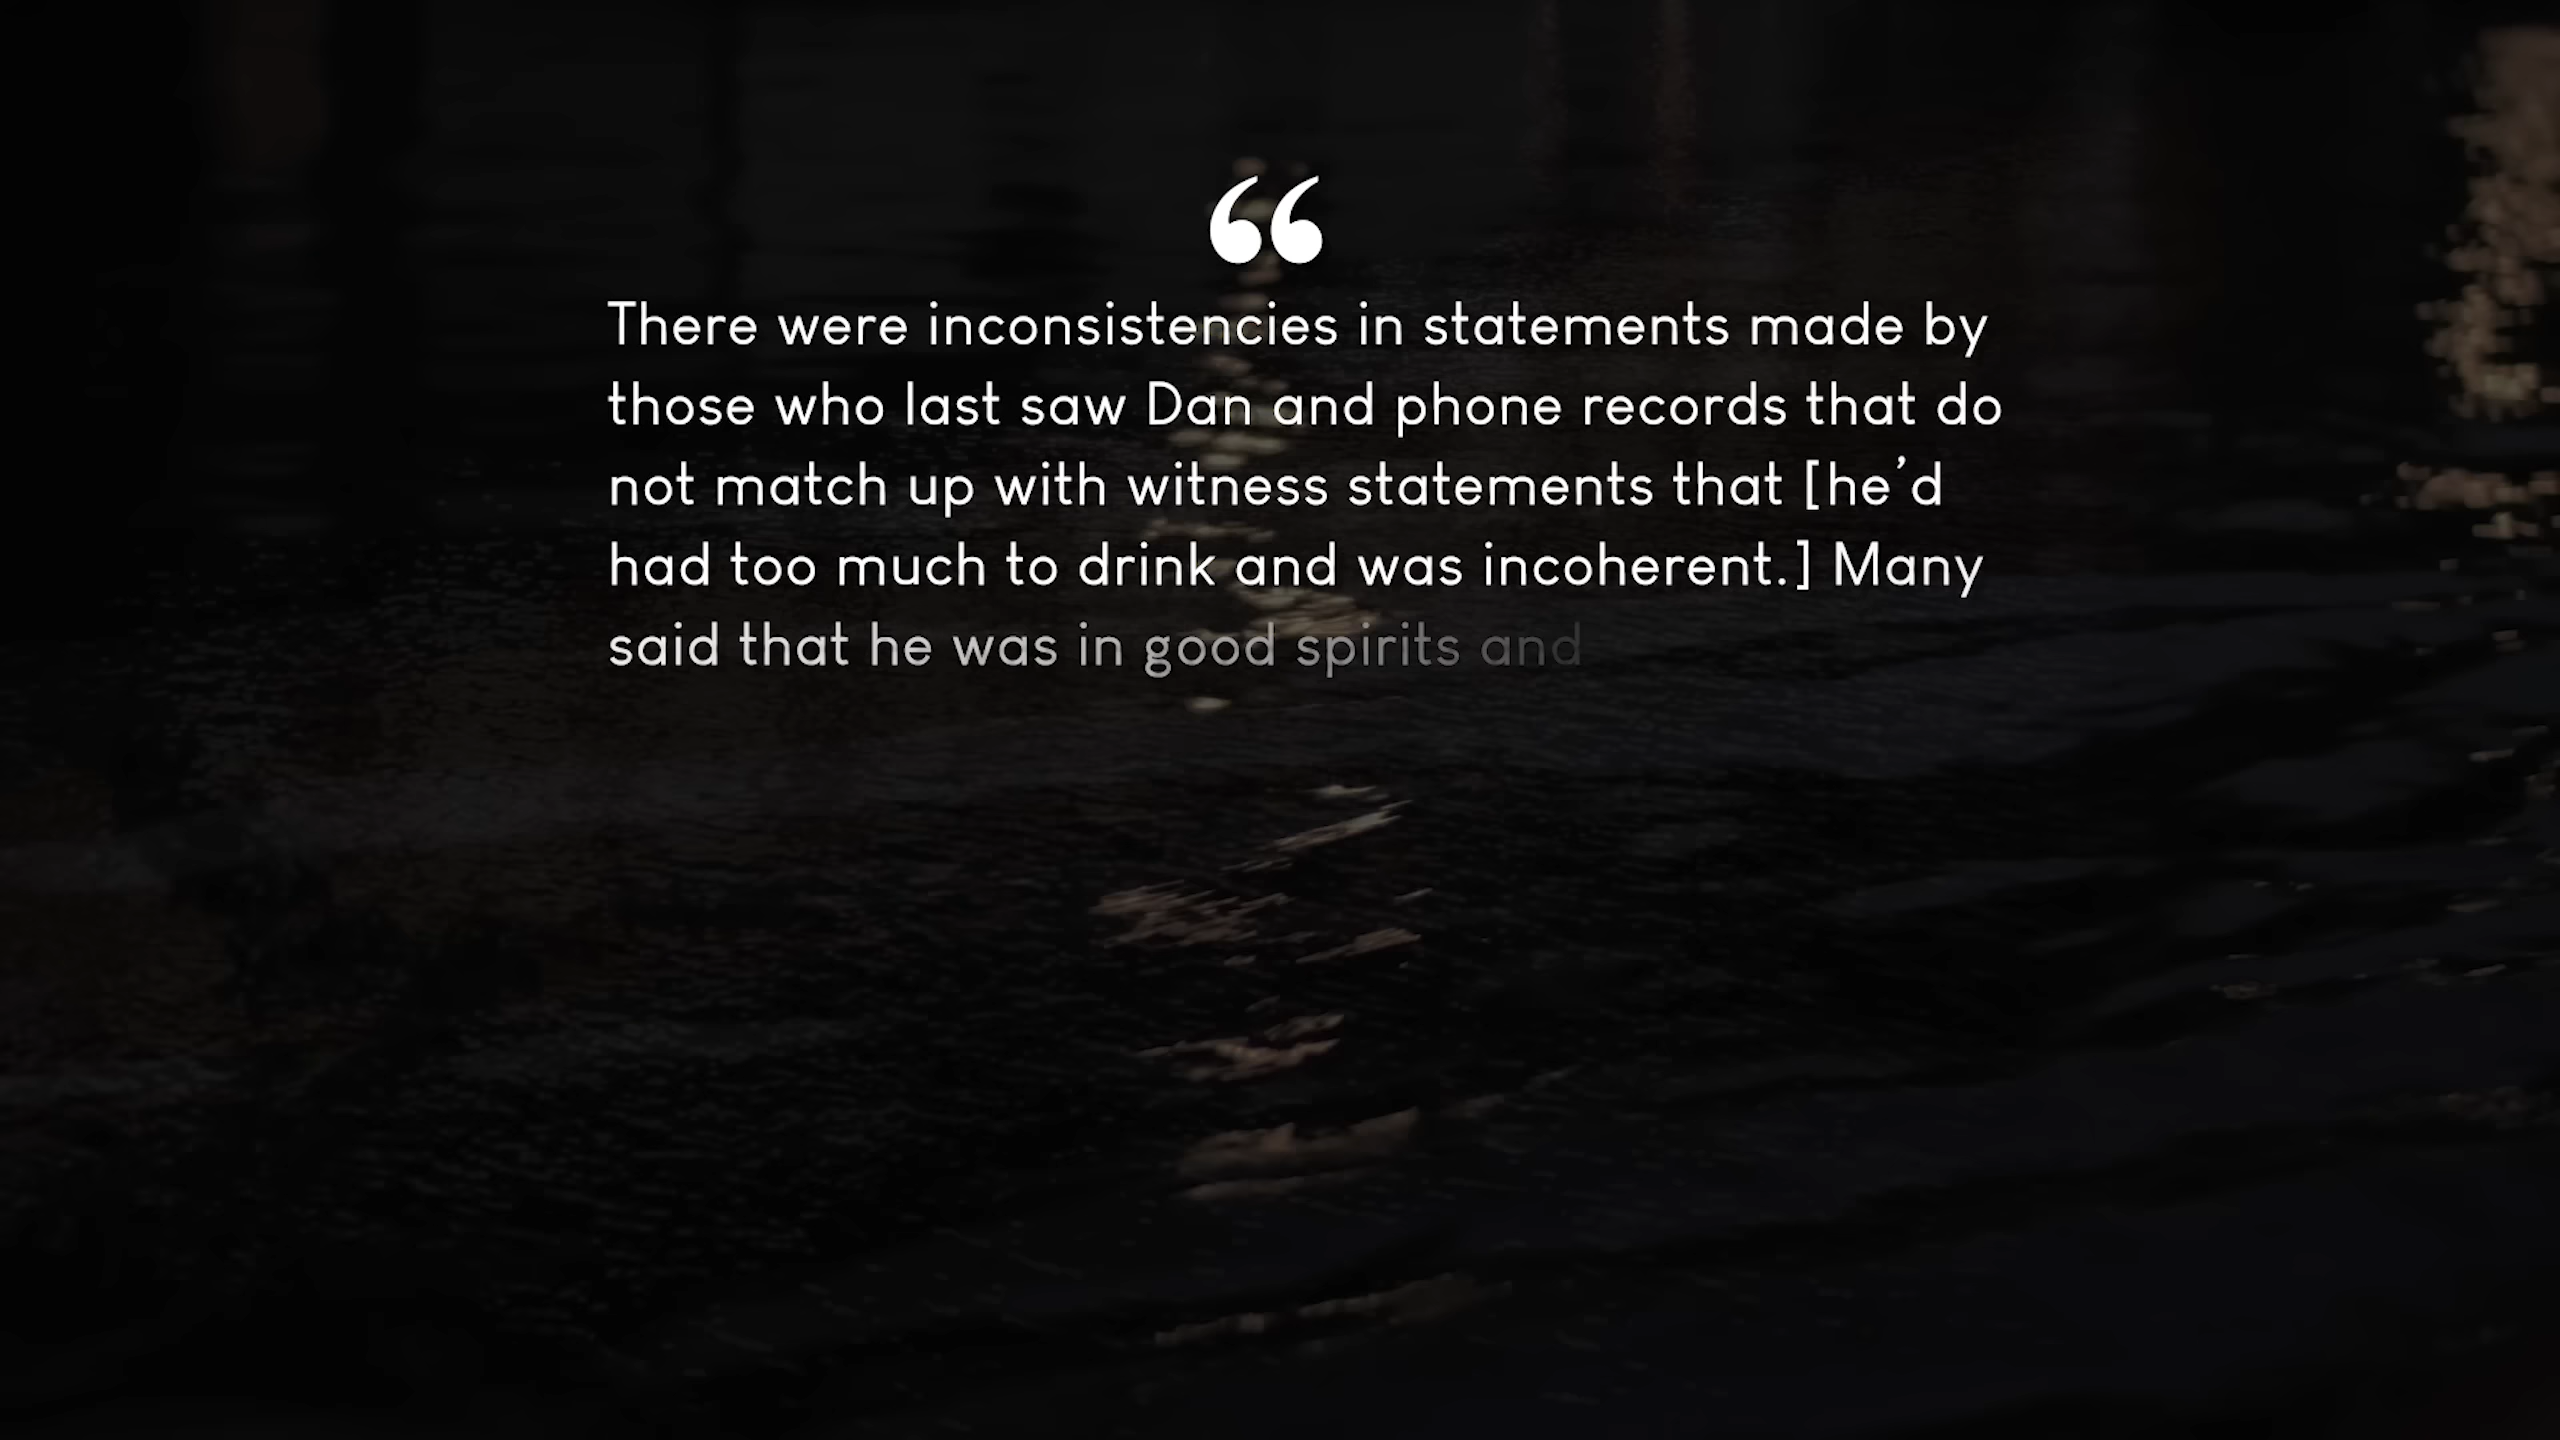 “
There were inconsistencies in statements made by
those who last saw Dan and phone records that do
not match up with witness statements that [he’d
had too much to drink and was incoherent.] Many
said that he was in good spirits and